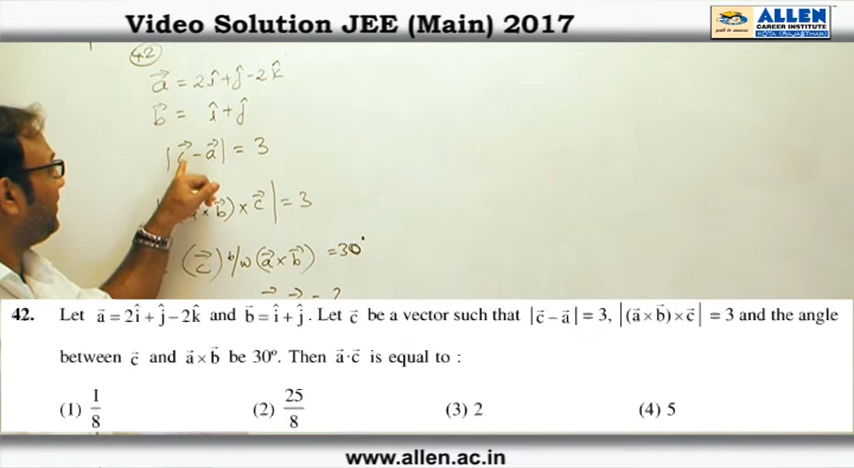 Video Solution JEE (Main) 2017
ALLEN
CAREER INSTITUTE
KOTA (RAJASTHAN)
path to success
42
a⃗ = 2î + ĵ - 2k̂
b⃗ = î + ĵ
|c⃗ - a⃗| = 3
× b⃗) × c⃗| = 3
(c⃗) b/w (a⃗ × b⃗) = 30°
42. Let a⃗ = 2î + ĵ − 2k̂ and b⃗ = î + ĵ. Let c⃗ be a vector such that |c⃗ − a⃗| = 3, |(a⃗ × b⃗) × c⃗| = 3 and the angle
between c⃗ and a⃗ × b⃗ be 30º. Then a⃗ · c⃗ is equal to :
(1) 1/8 (2) 25/8 (3) 2 (4) 5
www.allen.ac.in